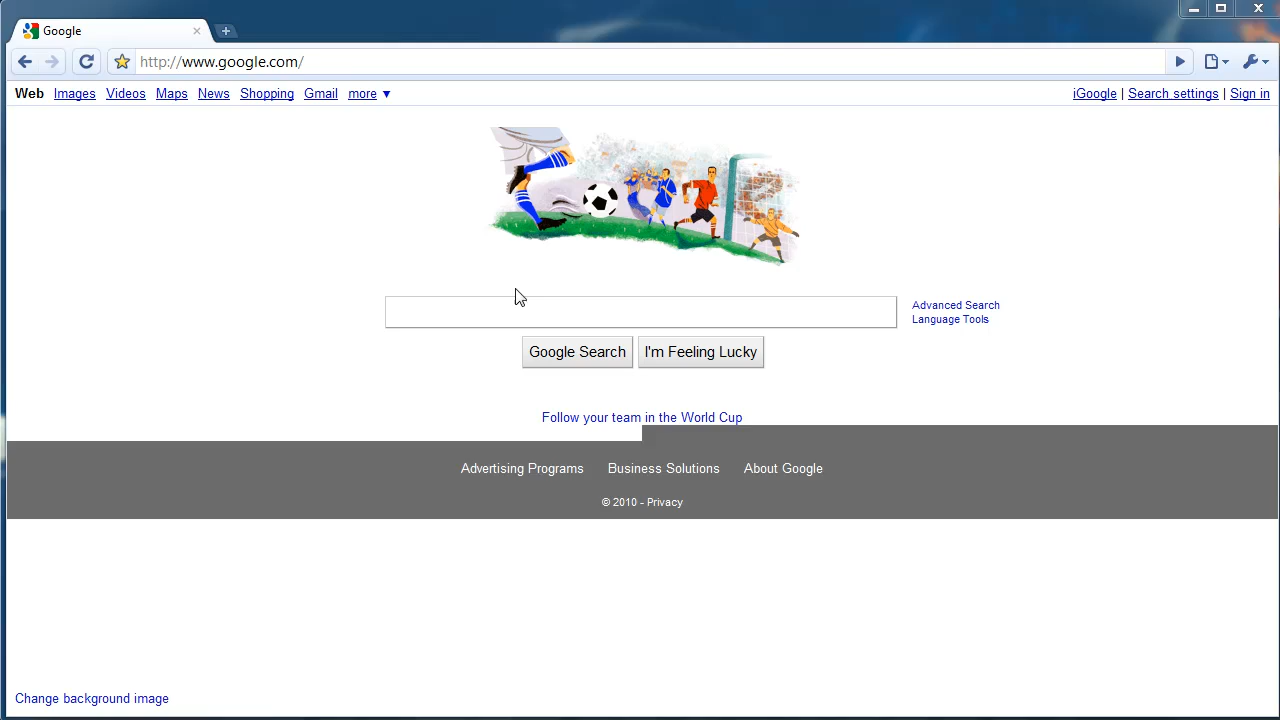 Google
http://www.google.com/
Web Images Videos Maps News Shopping Gmail more ▼ iGoogle | Search settings | Sign in
Advanced Search
Language Tools
Google Search I'm Feeling Lucky
Follow your team in the World Cup
Advertising Programs Business Solutions About Google
© 2010 - Privacy
Change background image